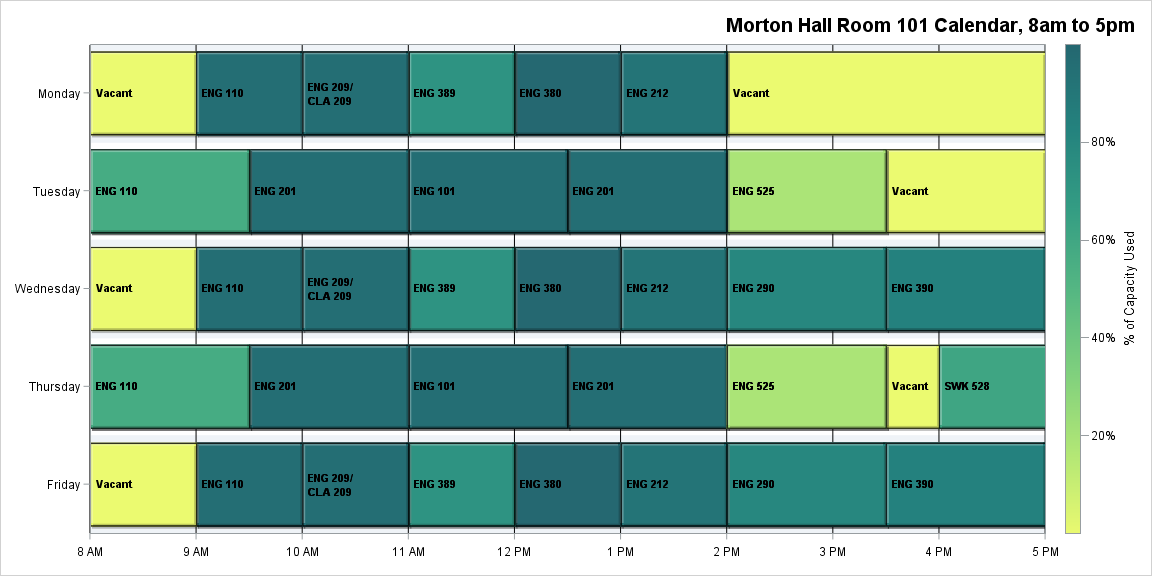 Morton Hall Room 101 Calendar, 8am to 5pm
Monday
Vacant
ENG 110
ENG 209/
CLA 209
ENG 389
ENG 380
ENG 212
Vacant
Tuesday
ENG 110
ENG 201
ENG 101
ENG 201
ENG 525
Vacant
Wednesday
Vacant
ENG 110
ENG 209/
CLA 209
ENG 389
ENG 380
ENG 212
ENG 290
ENG 390
Thursday
ENG 110
ENG 201
ENG 101
ENG 201
ENG 525
Vacant
SWK 528
Friday
Vacant
ENG 110
ENG 209/
CLA 209
ENG 389
ENG 380
ENG 212
ENG 290
ENG 390
8 AM
9 AM
10 AM
11 AM
12 PM
1 PM
2 PM
3 PM
4 PM
5 PM
80%
60%
40%
20%
% of Capacity Used